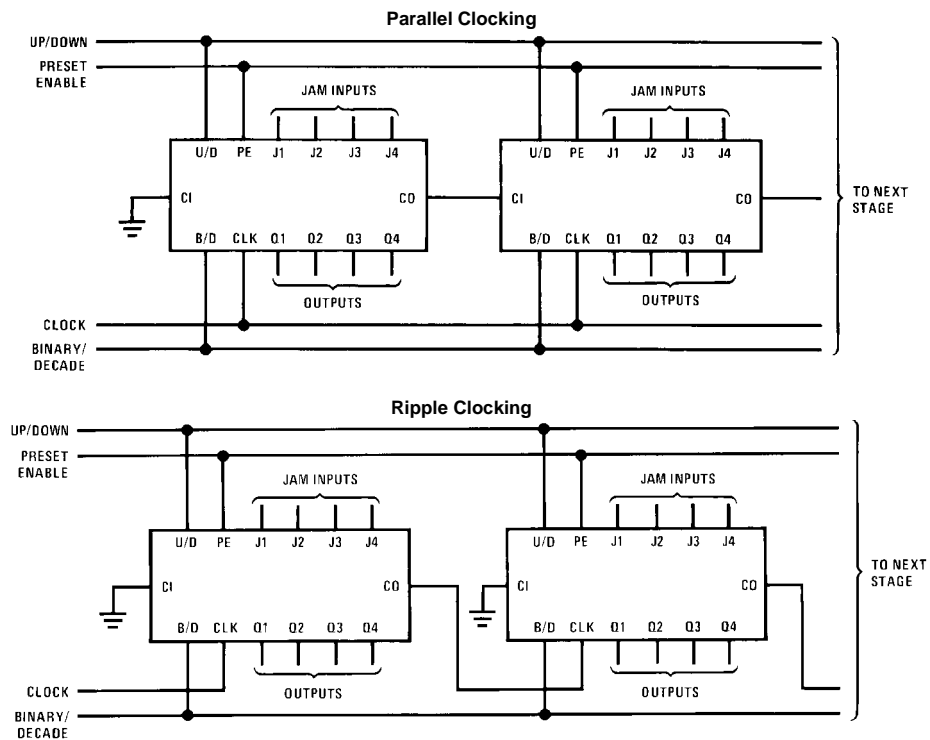 Parallel Clocking
UP/DOWN
PRESET
ENABLE
JAM INPUTS JAM INPUTS
U/D PE J1 J2 J3 J4 U/D PE J1 J2 J3 J4
CI CO CI CO
TO NEXT
STAGE
B/D CLK Q1 Q2 Q3 Q4 B/D CLK Q1 Q2 Q3 Q4
OUTPUTS OUTPUTS
CLOCK
BINARY/
DECADE
Ripple Clocking
UP/DOWN
PRESET
ENABLE
JAM INPUTS JAM INPUTS
U/D PE J1 J2 J3 J4 U/D PE J1 J2 J3 J4
CI CO CI CO
TO NEXT
STAGE
B/D CLK Q1 Q2 Q3 Q4 B/D CLK Q1 Q2 Q3 Q4
OUTPUTS OUTPUTS
CLOCK
BINARY/
DECADE